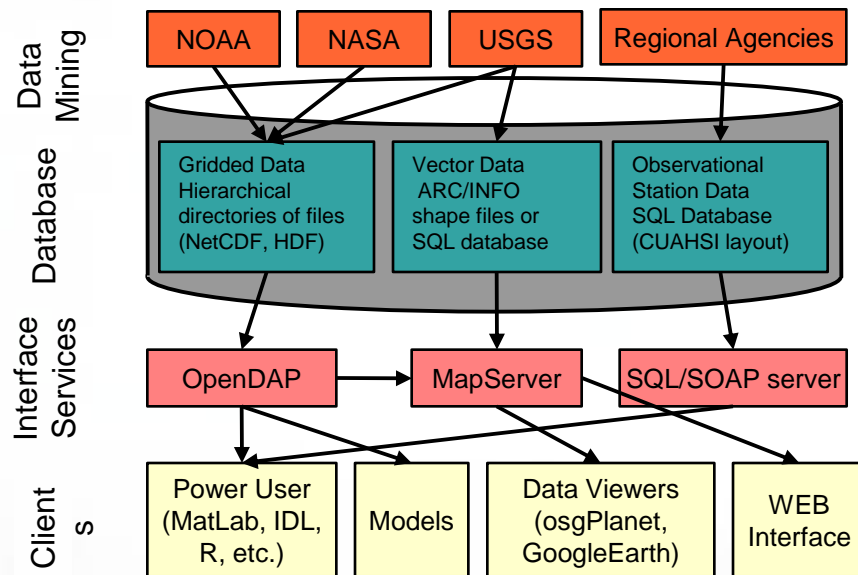 Data
Mining
NOAA
NASA
USGS
Regional Agencies
Database
Gridded Data
Hierarchical
directories of files
(NetCDF, HDF)
Vector Data
ARC/INFO
shape files or
SQL database
Observational
Station Data
SQL Database
(CUAHSI layout)
Interface
Services
OpenDAP
MapServer
SQL/SOAP server
Client
s
Power User
(MatLab, IDL,
R, etc.)
Models
Data Viewers
(osgPlanet,
GoogleEarth)
WEB
Interface